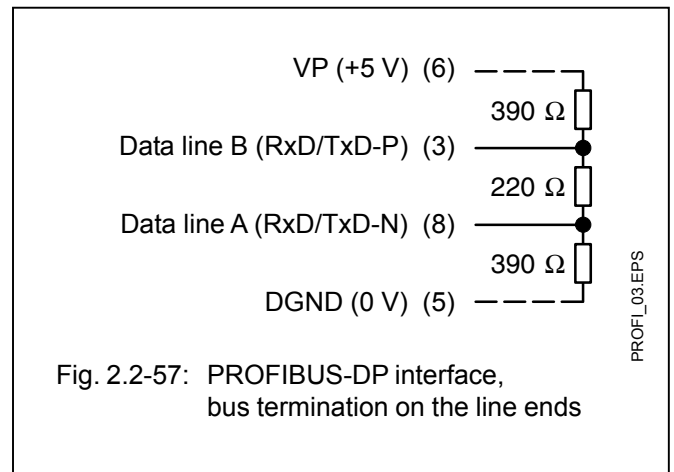 VP (+5 V) (6)
390 Ω
Data line B (RxD/TxD-P) (3)
220 Ω
Data line A (RxD/TxD-N) (8)
390 Ω
DGND (0 V) (5)
PROFI_03.EPS
Fig. 2.2-57: PROFIBUS-DP interface,
bus termination on the line ends